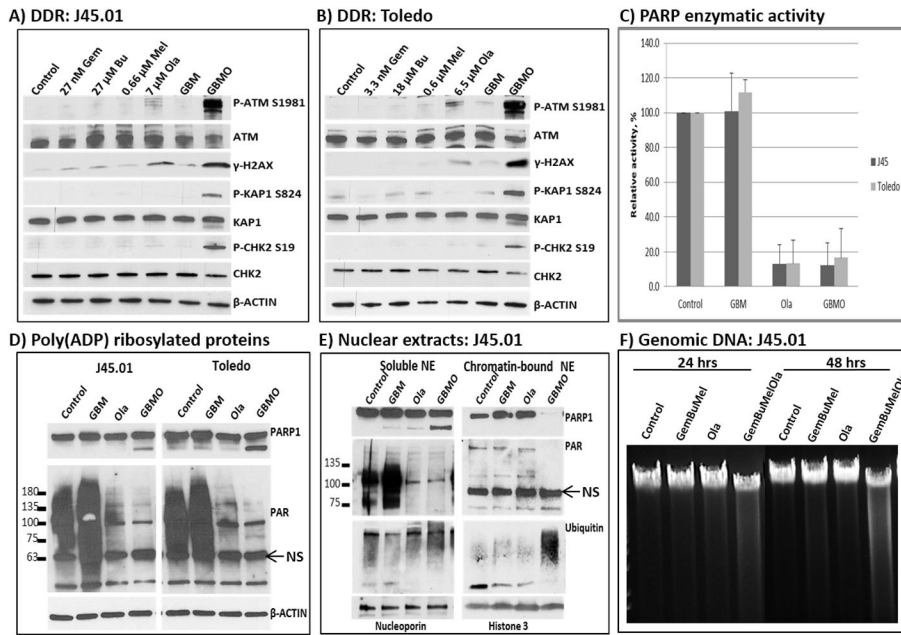 A) DDR: J45.01
Control
27 nM Gem
27 µM Bu
0.66 µM Mel
7 µM Ola
GBM
GBMO
P-ATM S1981
ATM
γ-H2AX
P-KAP1 S824
KAP1
P-CHK2 S19
CHK2
β-ACTIN
B) DDR: Toledo
Control
3.3 nM Gem
18 µM Bu
0.6 µM Mel
6.5 µM Ola
GBM
GBMO
P-ATM S1981
ATM
γ-H2AX
P-KAP1 S824
KAP1
P-CHK2 S19
CHK2
β-ACTIN
C) PARP enzymatic activity
Relative activity, %
140.0
120.0
100.0
80.0
60.0
40.0
20.0
0.0
Control
GBM
Ola
GBMO
J45
Toledo
D) Poly(ADP) ribosylated proteins
J45.01
Toledo
Control
GBM
Ola
GBMO
Control
GBM
Ola
GBMO
PARP1
180
135
100
75
63
PAR
NS
β-ACTIN
E) Nuclear extracts: J45.01
Soluble NE
Chromatin-bound NE
Control
GBM
Ola
GBMO
Control
GBM
Ola
GBMO
PARP1
PAR
135
100
75
NS
Ubiquitin
Nucleoporin
Histone 3
F) Genomic DNA: J45.01
24 hrs
48 hrs
Control
GemBuMel
Ola
GemBuMelOla
Control
GemBuMel
Ola